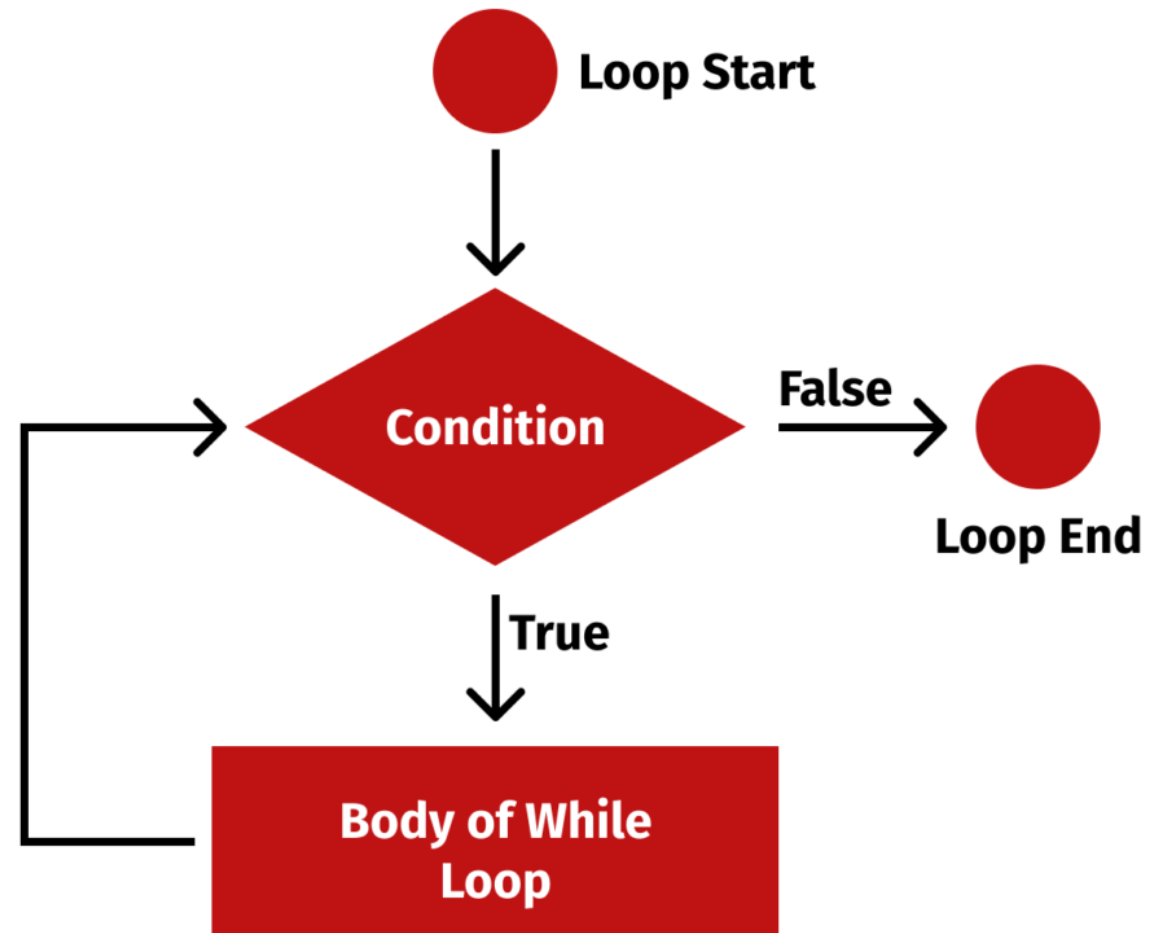 Loop Start
Condition
False
Loop End
True
Body of While
Loop